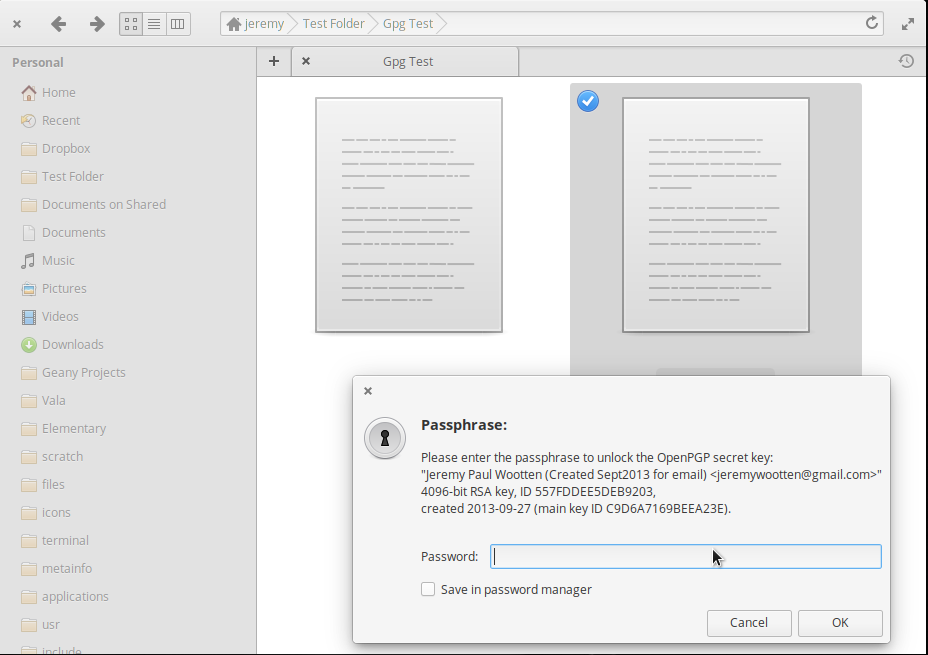 jeremy Test Folder Gpg Test
Personal
Gpg Test
Home
Recent
Dropbox
Test Folder
Documents on Shared
Documents
Music
Pictures
Videos
Downloads
Geany Projects
Vala
Elementary
scratch
files
icons
terminal
metainfo
applications
usr
include
Passphrase:
Please enter the passphrase to unlock the OpenPGP secret key:
"Jeremy Paul Wootten (Created Sept2013 for email) <jeremywootten@gmail.com>"
4096-bit RSA key, ID 557FDDEE5DEB9203,
created 2013-09-27 (main key ID C9D6A7169BEEA23E).
Password:
Save in password manager
Cancel OK